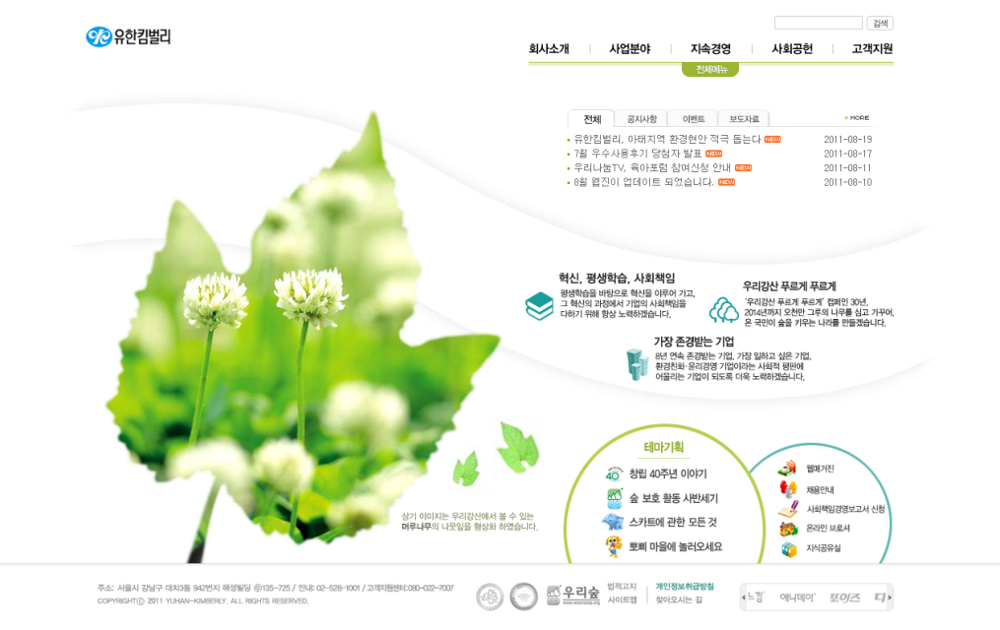 유한킴벌리
검색
회사소개 사업분야 지속경영 사회공헌 고객지원
전체메뉴
전체 공지사항 이벤트 보도자료 + MORE
유한킴벌리, 아태지역 환경현안 적극 돕는다 NEW 2011-08-19
7월 우수사용후기 당첨자 발표 NEW 2011-08-17
우리나눔TV, 육아포럼 참여신청 안내 NEW 2011-08-11
8월 웹진이 업데이트 되었습니다. NEW 2011-08-10
혁신, 평생학습, 사회책임
평생학습을 바탕으로 혁신을 이루어 가고,
그 혁신의 과정에서 기업의 사회책임을
다하기 위해 항상 노력하겠습니다.
우리강산 푸르게 푸르게
'우리강산 푸르게 푸르게' 캠페인 30년,
2014년까지 오천만 그루의 나무를 심고 가꾸어,
온 국민이 숲을 키우는 나라를 만들겠습니다.
가장 존경받는 기업
8년 연속 존경받는 기업, 가장 일하고 싶은 기업,
환경친화·윤리경영 기업이라는 사회적 평판에
어울리는 기업이 되도록 더욱 노력하겠습니다.
테마기획
40
창립 40주년 이야기
숲 보호 활동 사반세기
스카트에 관한 모든 것
뽀삐 마을에 놀러오세요
웹매거진
채용안내
사회책임경영보고서 신청
온라인 브로셔
지식공유실
상기 이미지는 우리강산에서 볼 수 있는
머루나무의 나뭇잎을 형상화 하였습니다.
주소: 서울시 강남구 대치3동 942번지 해성빌딩 ㉾135-725 / 안내: 02-528-1001 / 고객지원센터:080-022-7007
COPYRIGHTⓒ 2011 YUHAN-KIMBERLY. ALL RIGHTS RESERVED.
우리숲
법적고지 개인정보취급방침
사이트맵 찾아오시는 길
느낌 애니데이 포이즈 디